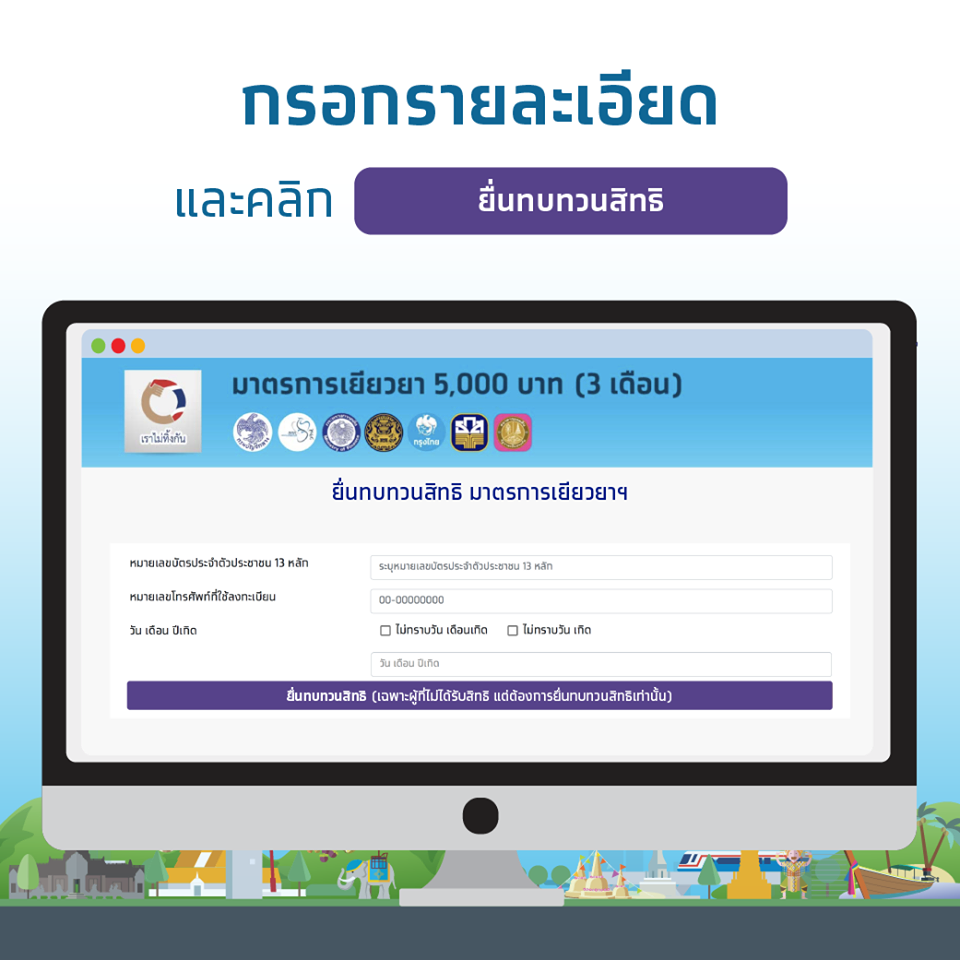 กรอกรายละเอียด
และคลิก ยื่นทบทวนสิทธิ
มาตรการเยียวยา 5,000 บาท (3 เดือน)
เราไม่ทิ้งกัน
กรุงไทย
ยื่นทบทวนสิทธิ มาตรการเยียวยาฯ
หมายเลขบัตรประจำตัวประชาชน 13 หลัก ระบุหมายเลขบัตรประจำตัวประชาชน 13 หลัก
หมายเลขโทรศัพท์ที่ใช้ลงทะเบียน 00-00000000
วัน เดือน ปีเกิด ไม่ทราบวัน เดือนเกิด ไม่ทราบวัน เกิด
วัน เดือน ปีเกิด
ยื่นทบทวนสิทธิ (เฉพาะผู้ที่ไม่ได้รับสิทธิ แต่ต้องการยื่นทบทวนสิทธิเท่านั้น)